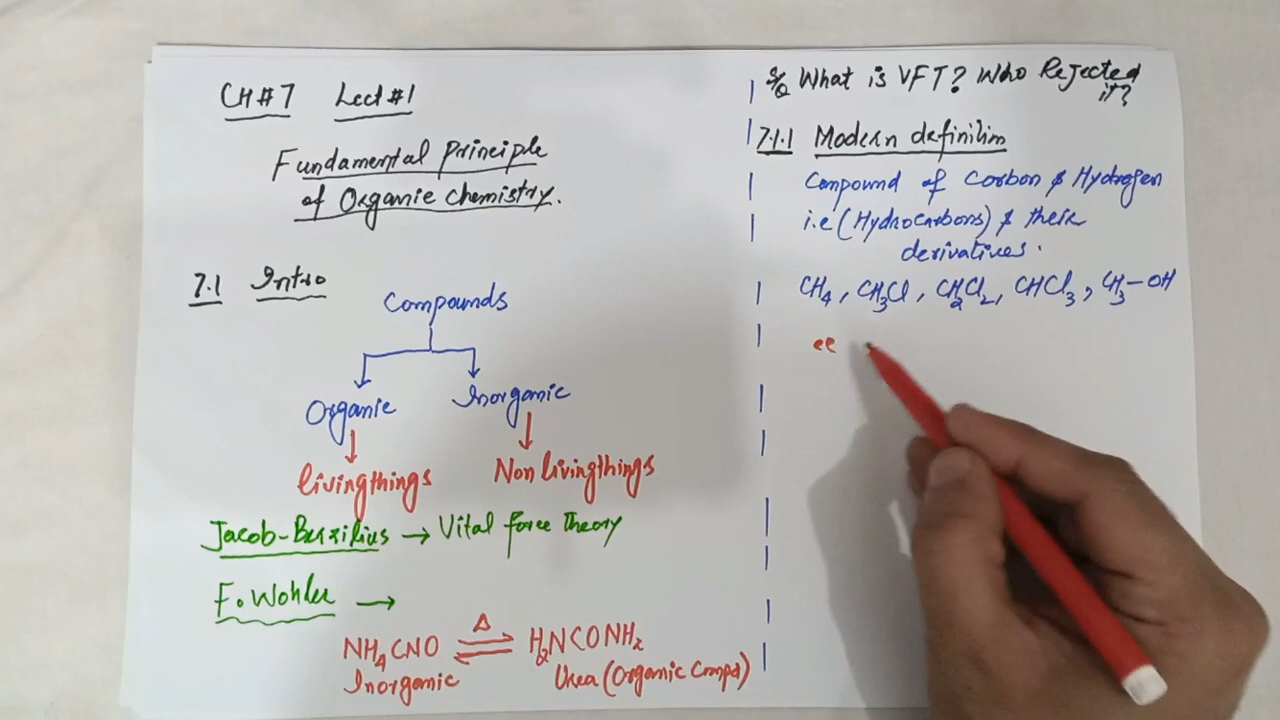 CH#7 Lect#1
Fundamental Principle
of Organic Chemistry.
7.1 Intro
Compounds
Organic
Inorganic
livingthings
Non livingthings
Jacob-Berzilius → Vital force Theory
F. Wohler →
NH₄CNO ⇌ H₂NCONH₂
Δ
Inorganic
Urea (Organic Compd)
S/Q What is VFT? Who Rejected
it?
7.1.1 Modern definition
Compound of Carbon & Hydrogen
i.e (Hydrocarbons) & their
derivatives.
CH₄, CH₃Cl, CH₂Cl₂, CHCl₃, CH₃-OH